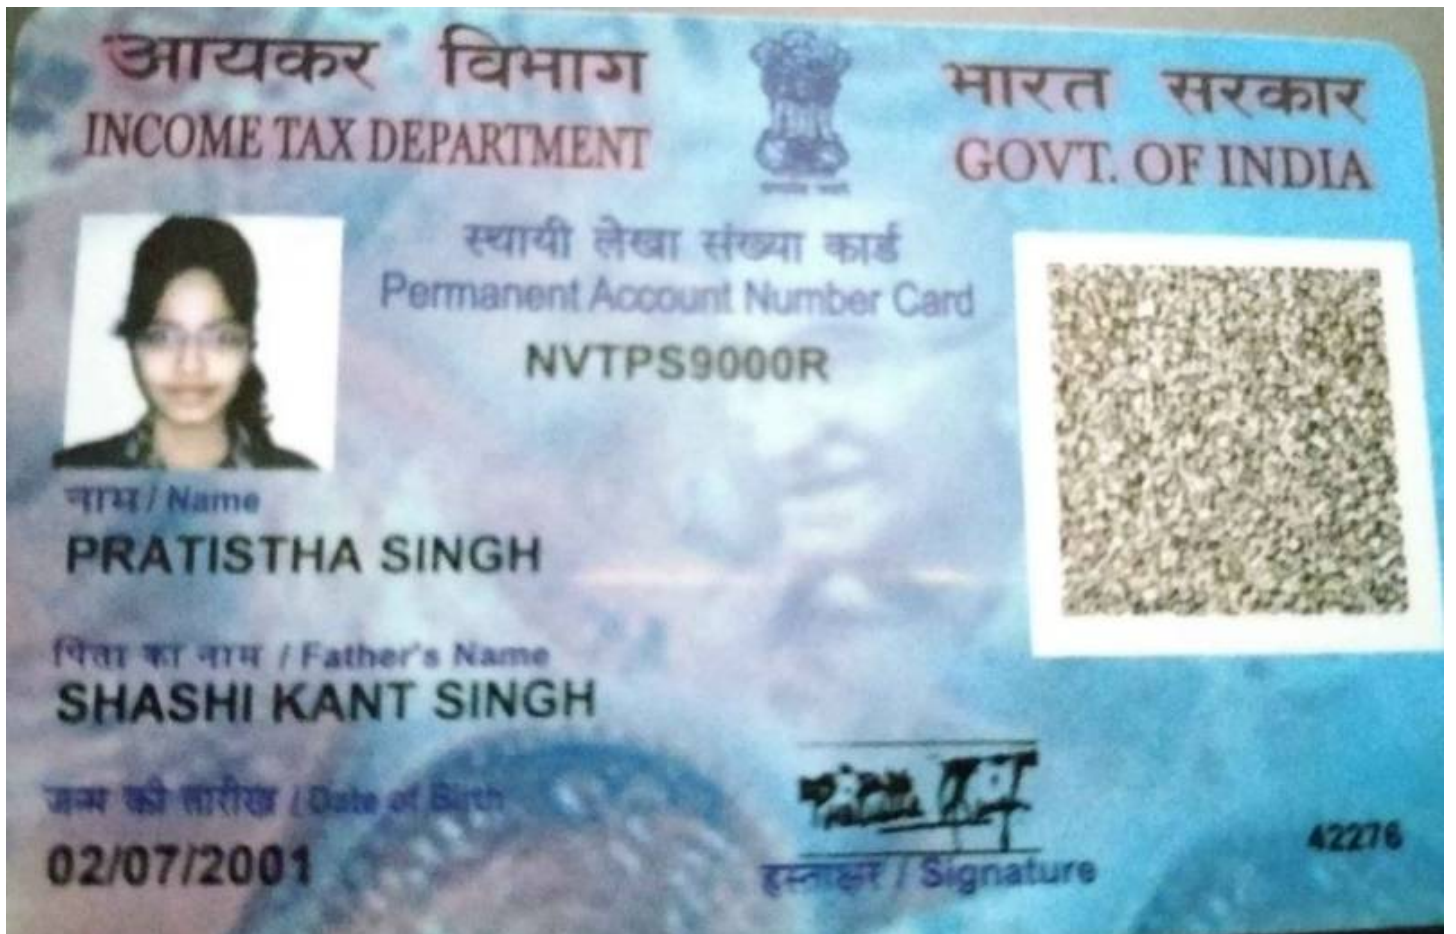 आयकर विभाग
INCOME TAX DEPARTMENT
भारत सरकार
GOVT. OF INDIA
स्थायी लेखा संख्या कार्ड
Permanent Account Number Card
NVTPS9000R
नाम / Name
PRATISTHA SINGH
पिता का नाम / Father's Name
SHASHI KANT SINGH
जन्म की तारीख / Date of Birth
02/07/2001
हस्ताक्षर / Signature
42276